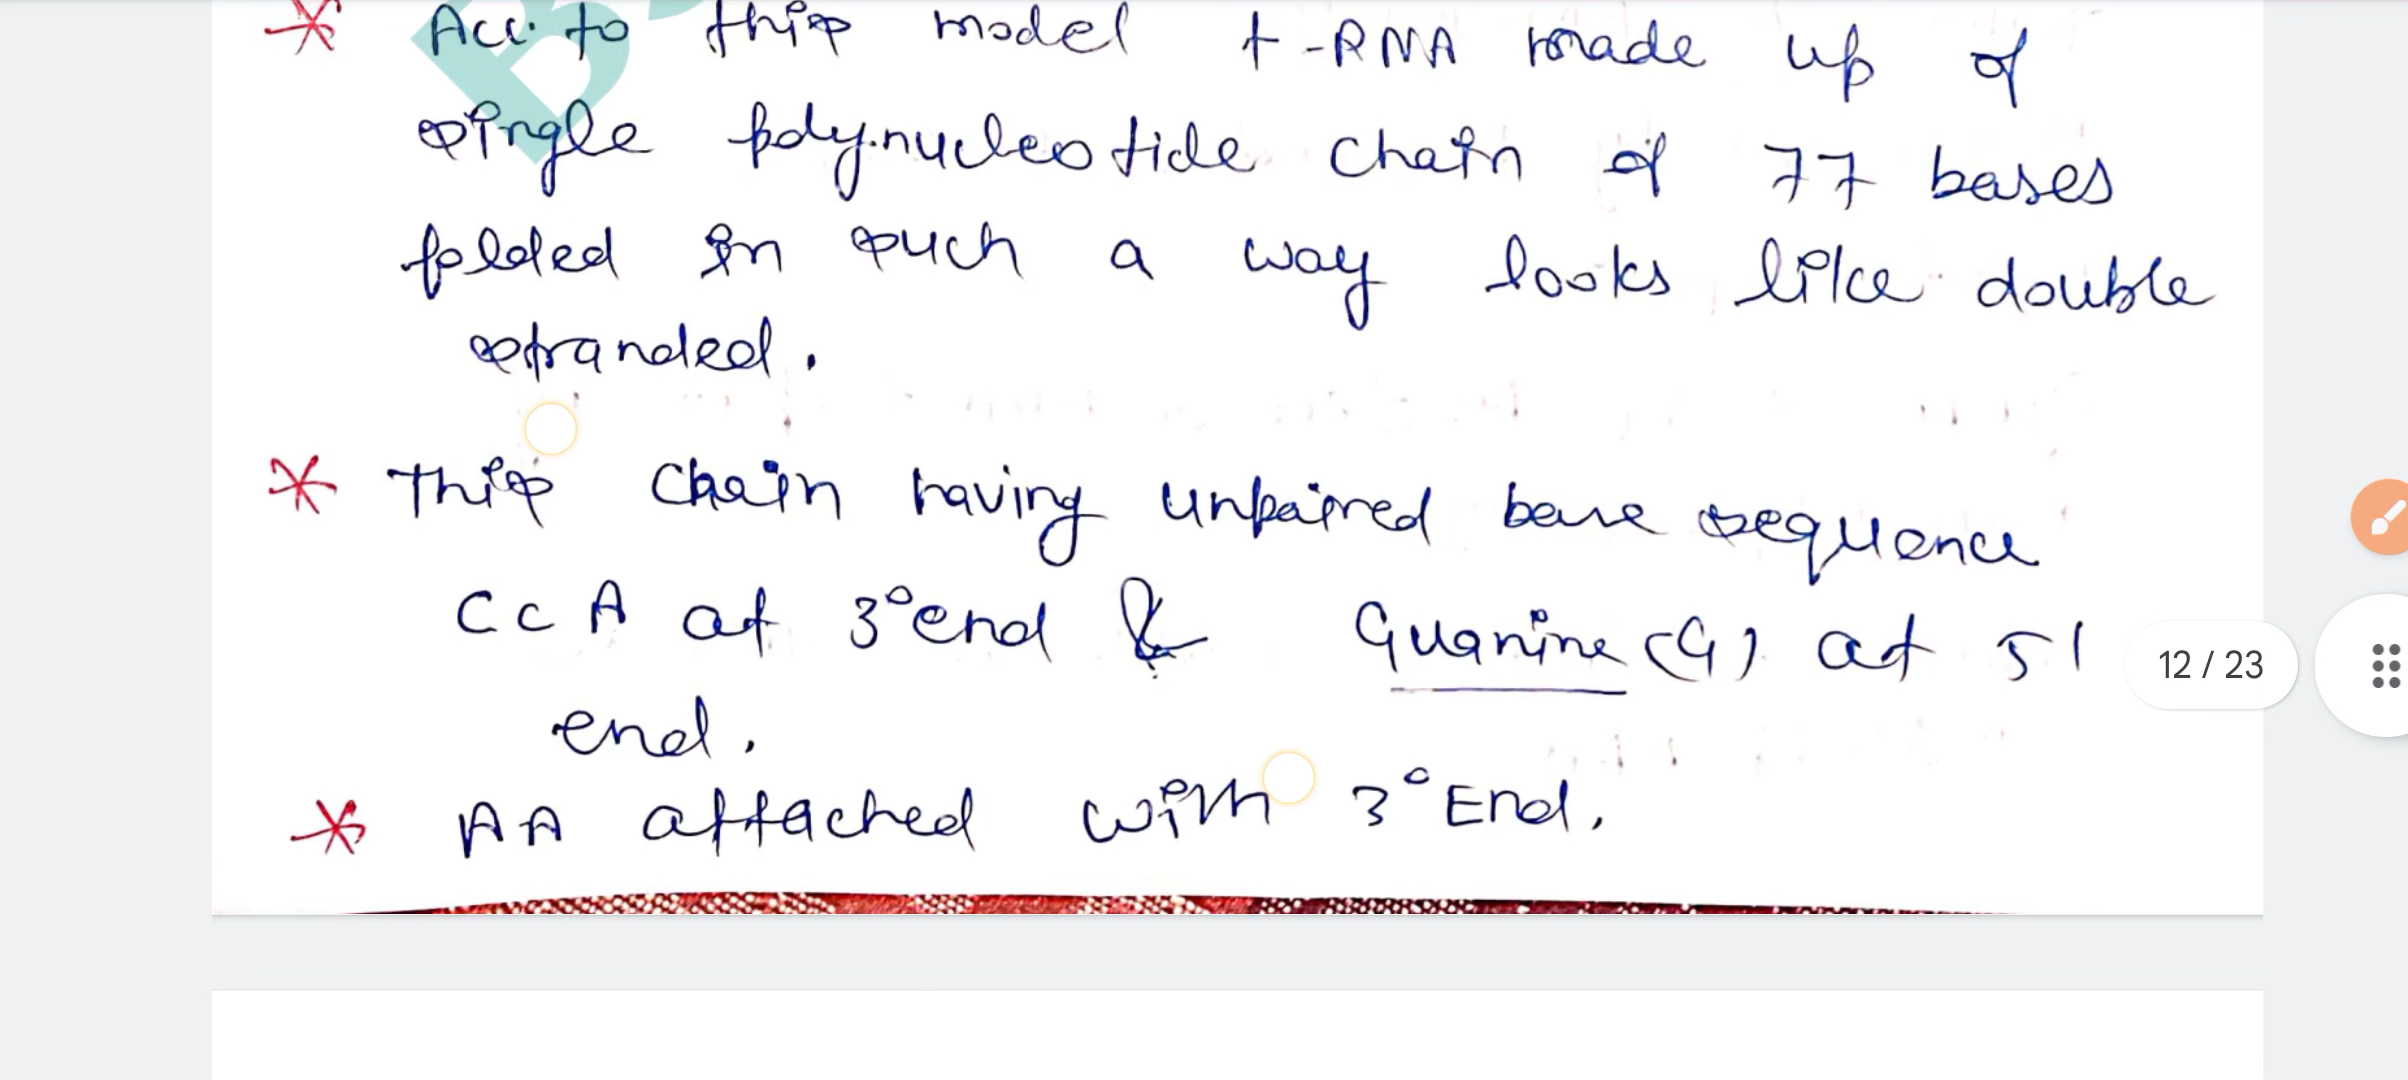 * Acc. to this model t-RNA made up of
single polynucleotide chain of 77 bases
folded in such a way looks like double
stranded.
* This chain having unpaired base sequence
CCA at 3° end & Guanine (G) at 5'
end.
* AA attached with 3° End.
12 / 23